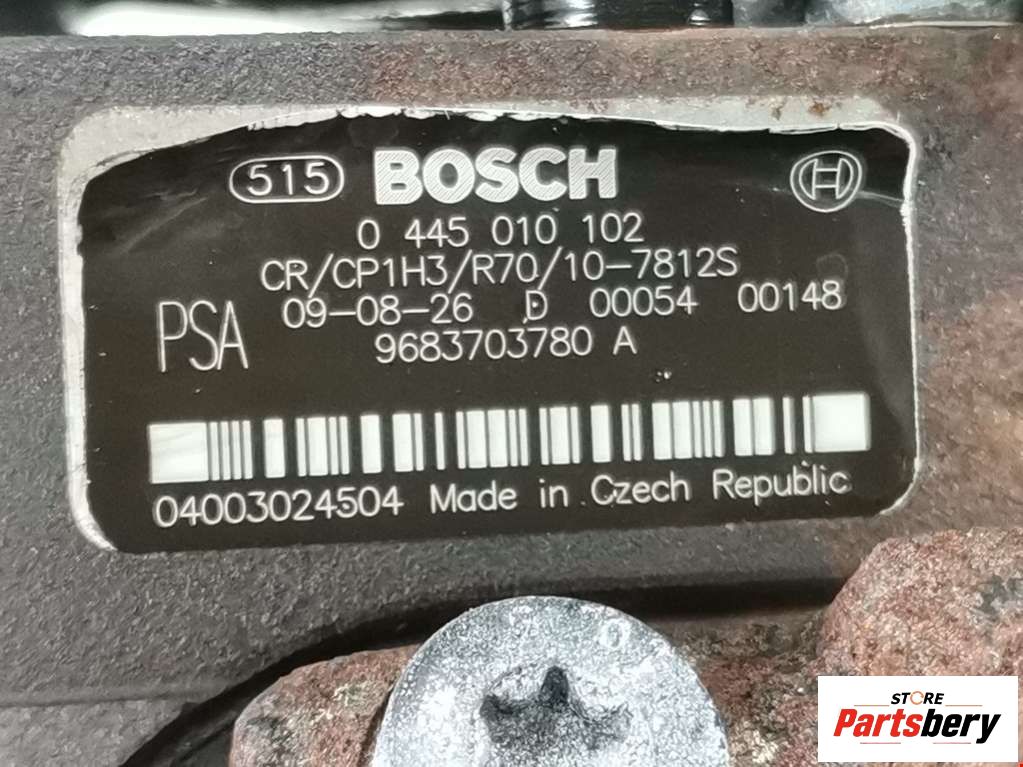 515 BOSCH H
0 445 010 102
CR/CP1H3/R70/10-7812S
09-08-26 D 00054 00148
PSA
9683703780 A
04003024504 Made in Czech Republic
STORE
Partsbery